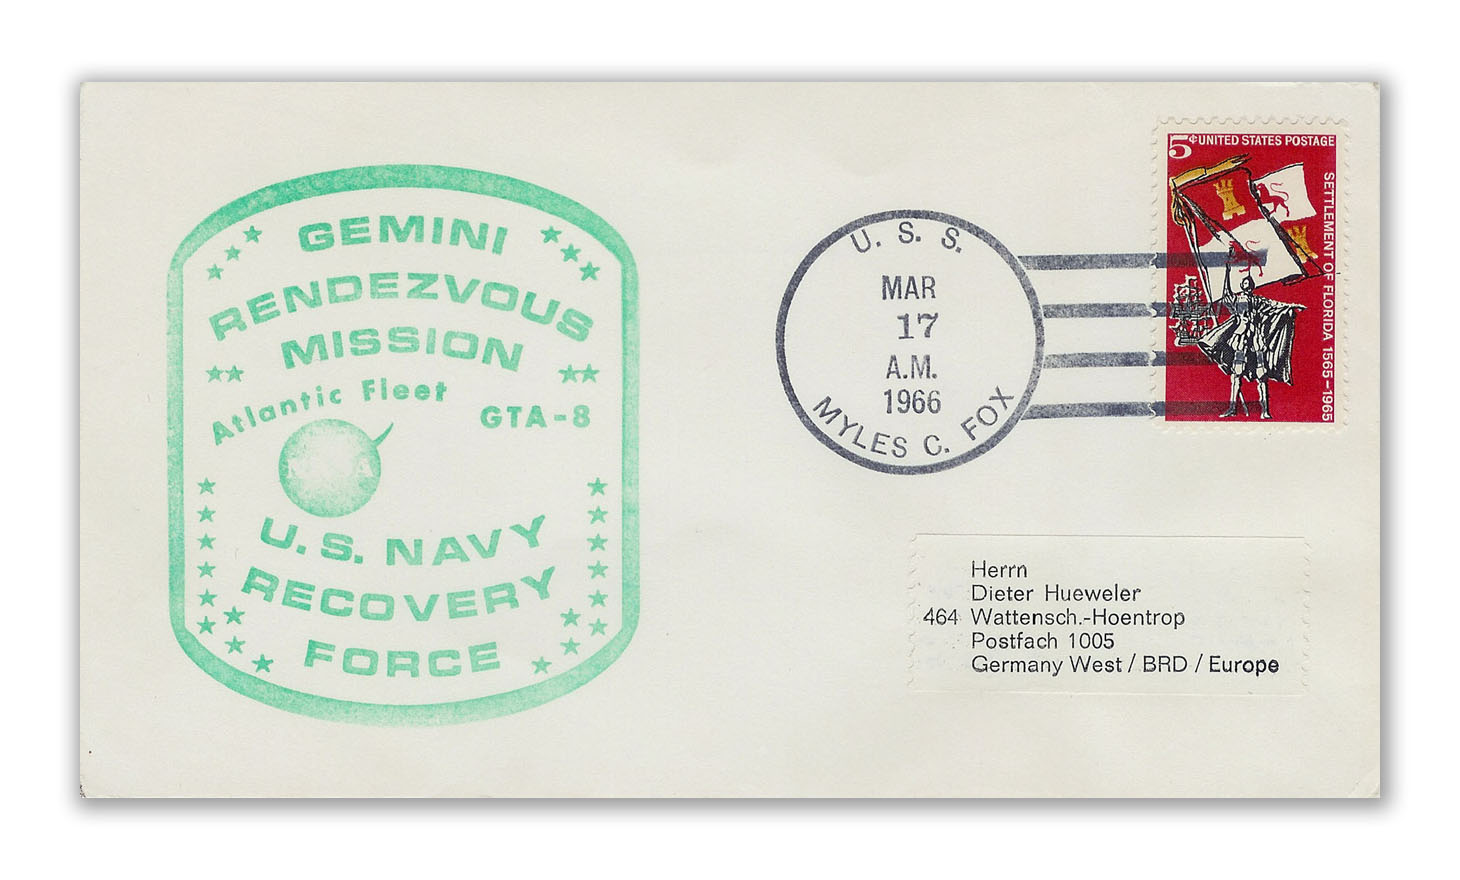 GEMINI
RENDEZVOUS
MISSION
Atlantic Fleet
GTA-8
U.S. NAVY
RECOVERY
FORCE
U. S. S.
MAR
17
A.M.
1966
MYLES C. FOX
5¢ UNITED STATES POSTAGE
SETTLEMENT OF FLORIDA 1565-1965
Herrn
Dieter Hueweler
464 Wattensch.-Hoentrop
Postfach 1005
Germany West / BRD / Europe